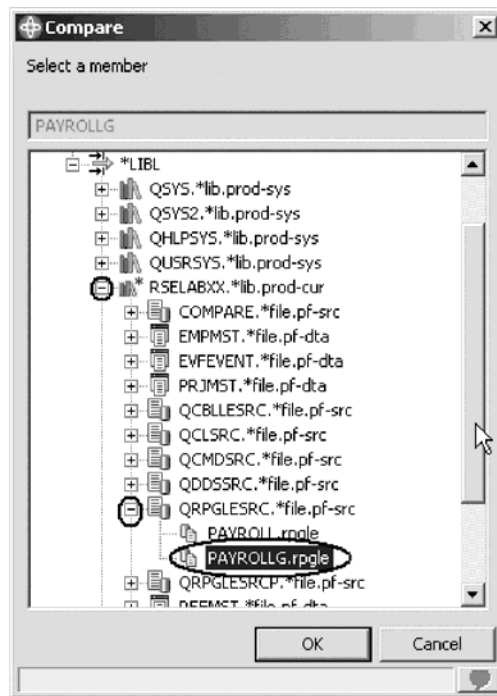 Compare
Select a member
PAYROLLG
*LIBL
QSYS.*lib.prod-sys
QSYS2.*lib.prod-sys
QHLPSYS.*lib.prod-sys
QUSRSYS.*lib.prod-sys
RSELABXX.*lib.prod-cur
COMPARE.*file.pf-src
EMPMST.*file.pf-dta
EVFEVENT.*file.pf-dta
PRJMST.*file.pf-dta
QCBLLESRC.*file.pf-src
QCLSRC.*file.pf-src
QCMDSRC.*file.pf-src
QDDSSRC.*file.pf-src
QRPGLESRC.*file.pf-src
PAYROLL.rpgle
PAYROLLG.rpgle
QRPGLESRCP.*file.pf-src
*file.pf-dta
OK Cancel